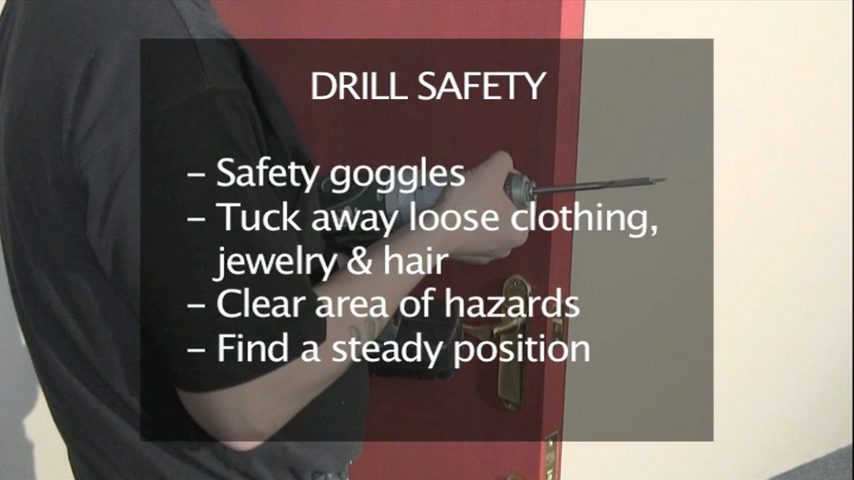 DRILL SAFETY
– Safety goggles
– Tuck away loose clothing,
jewelry & hair
– Clear area of hazards
– Find a steady position